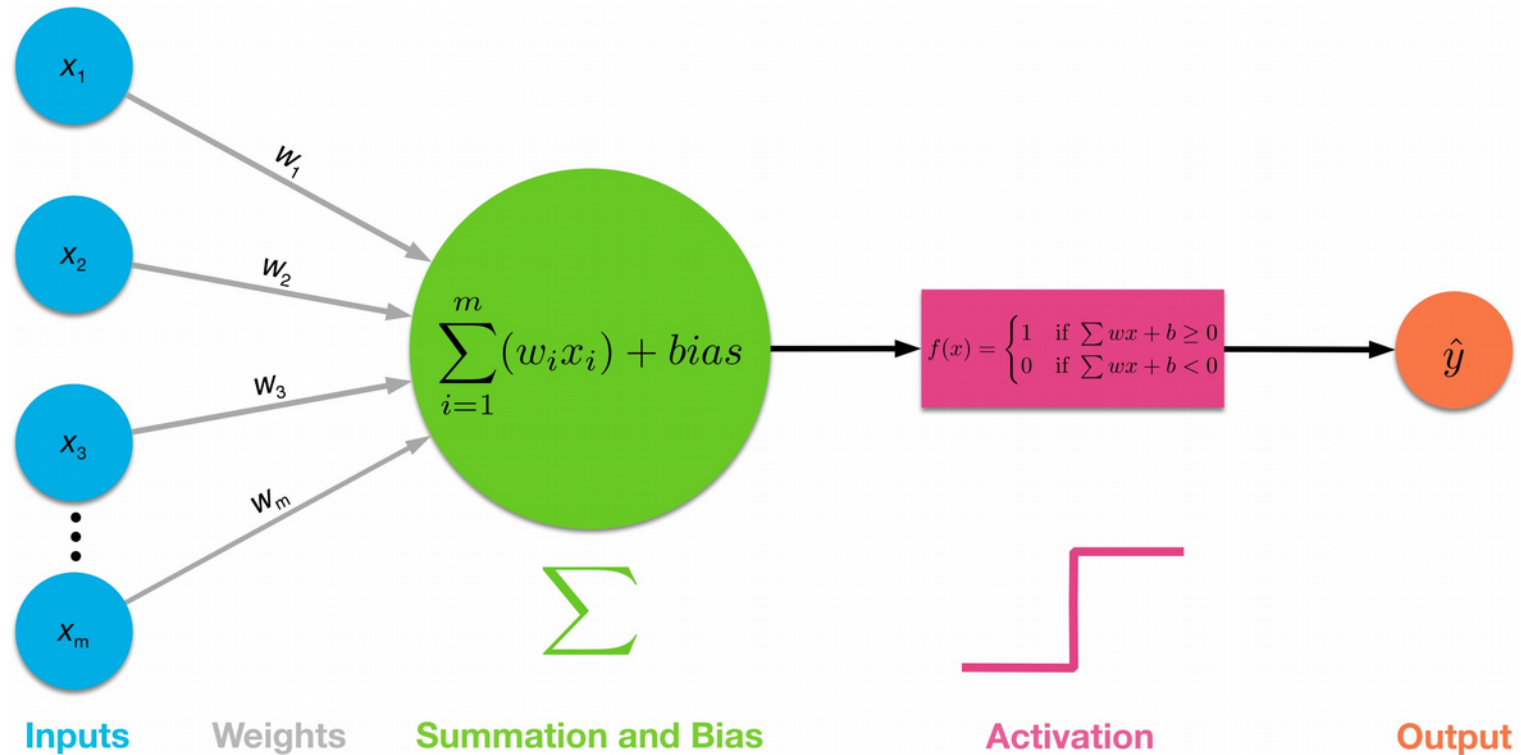 x₁
x₂
x₃
xₘ
w₁
w₂
w₃
wₘ
m
∑(wᵢxᵢ) + bias
i=1
f(x) = { 1 if ∑ wx + b ≥ 0
0 if ∑ wx + b < 0
ŷ
∑
Inputs
Weights
Summation and Bias
Activation
Output